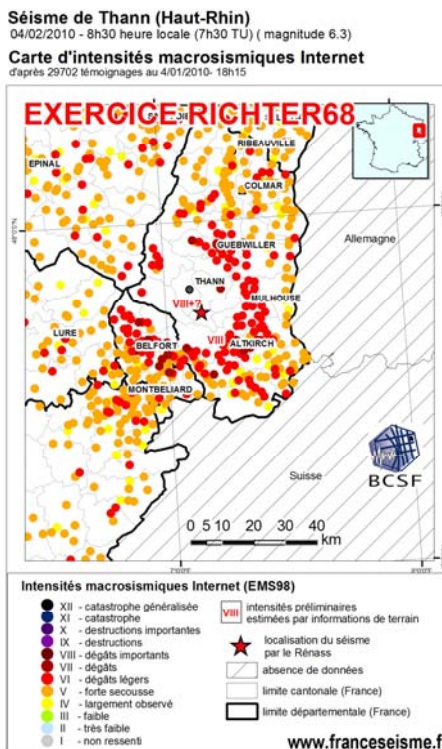 Séisme de Thann (Haut-Rhin)
04/02/2010 - 8h30 heure locale (7h30 TU) ( magnitude 6.3)
Carte d'intensités macrosismiques Internet
d'après 29702 témoignages au 4/01/2010- 18h15
EXERCICE RICHTER68
RIBEAUVILLE
EPINAL
COLMAR
GUEBWILLER
Allemagne
THANN
VIII+?
MULHOUSE
LURE
VIII
ALTKIRCH
BELFORT
MONTBELIARD
BCSF
Suisse
0 5 10 20 30 40
km
7°0'0"E
8°0'0"E
Intensités macrosismiques Internet (EMS98)
XII - catastrophe généralisée
XI - catastrophe
X - destructions importantes
IX - destructions
VIII - dégâts importants
VII - dégâts
VI - dégâts légers
V - forte secousse
IV - largement observé
III - faible
II - très faible
I - non ressenti
VIII intensités préliminaires
estimées par informations de terrain
localisation du séisme
par le Rénass
absence de données
limite cantonale (France)
limite départementale (France)
www.franceseisme.f